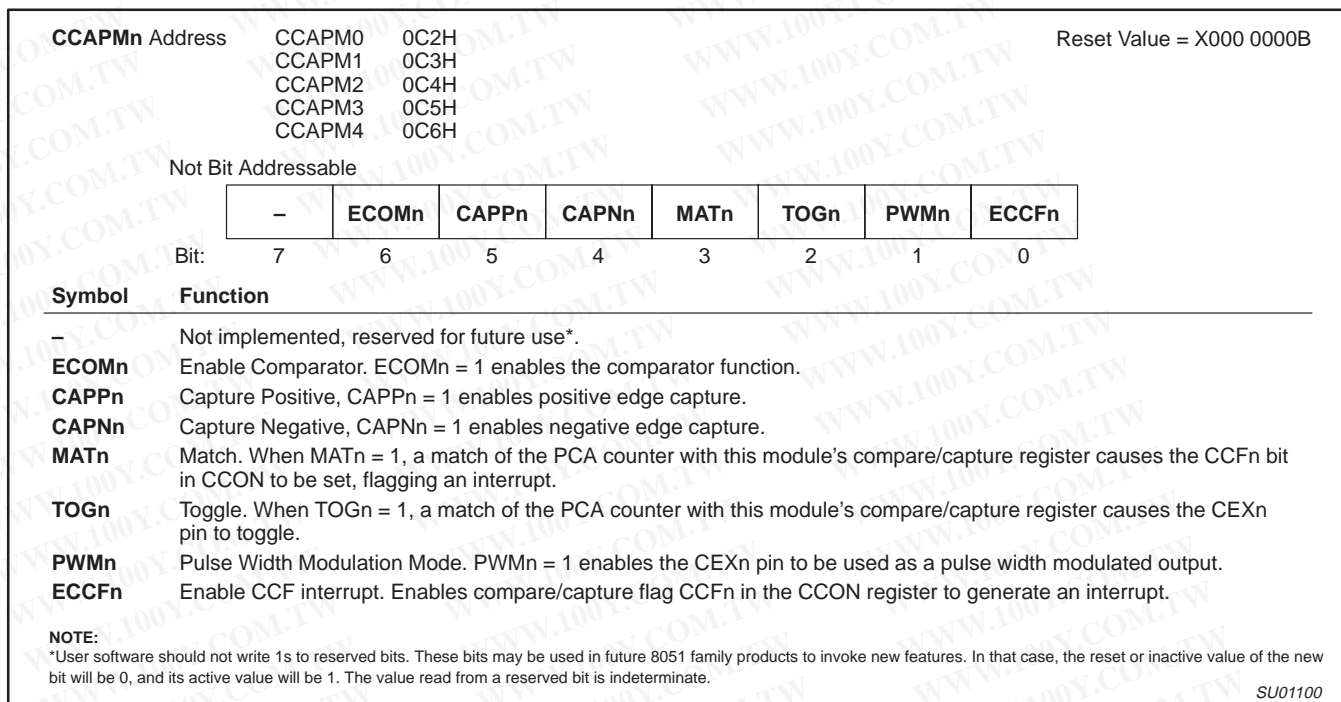 CCAPMn Address CCAPM0 0C2H Reset Value = X000 0000B
CCAPM1 0C3H
CCAPM2 0C4H
CCAPM3 0C5H
CCAPM4 0C6H
Not Bit Addressable
– ECOMn CAPPn CAPNn MATn TOGn PWMn ECCFn
Bit: 7 6 5 4 3 2 1 0
Symbol Function
– Not implemented, reserved for future use*.
ECOMn Enable Comparator. ECOMn = 1 enables the comparator function.
CAPPn Capture Positive, CAPPn = 1 enables positive edge capture.
CAPNn Capture Negative, CAPNn = 1 enables negative edge capture.
MATn Match. When MATn = 1, a match of the PCA counter with this module’s compare/capture register causes the CCFn bit
in CCON to be set, flagging an interrupt.
TOGn Toggle. When TOGn = 1, a match of the PCA counter with this module’s compare/capture register causes the CEXn
pin to toggle.
PWMn Pulse Width Modulation Mode. PWMn = 1 enables the CEXn pin to be used as a pulse width modulated output.
ECCFn Enable CCF interrupt. Enables compare/capture flag CCFn in the CCON register to generate an interrupt.
NOTE:
*User software should not write 1s to reserved bits. These bits may be used in future 8051 family products to invoke new features. In that case, the reset or inactive value of the new
bit will be 0, and its active value will be 1. The value read from a reserved bit is indeterminate.
SU01100
WWW.100Y.COM.TW